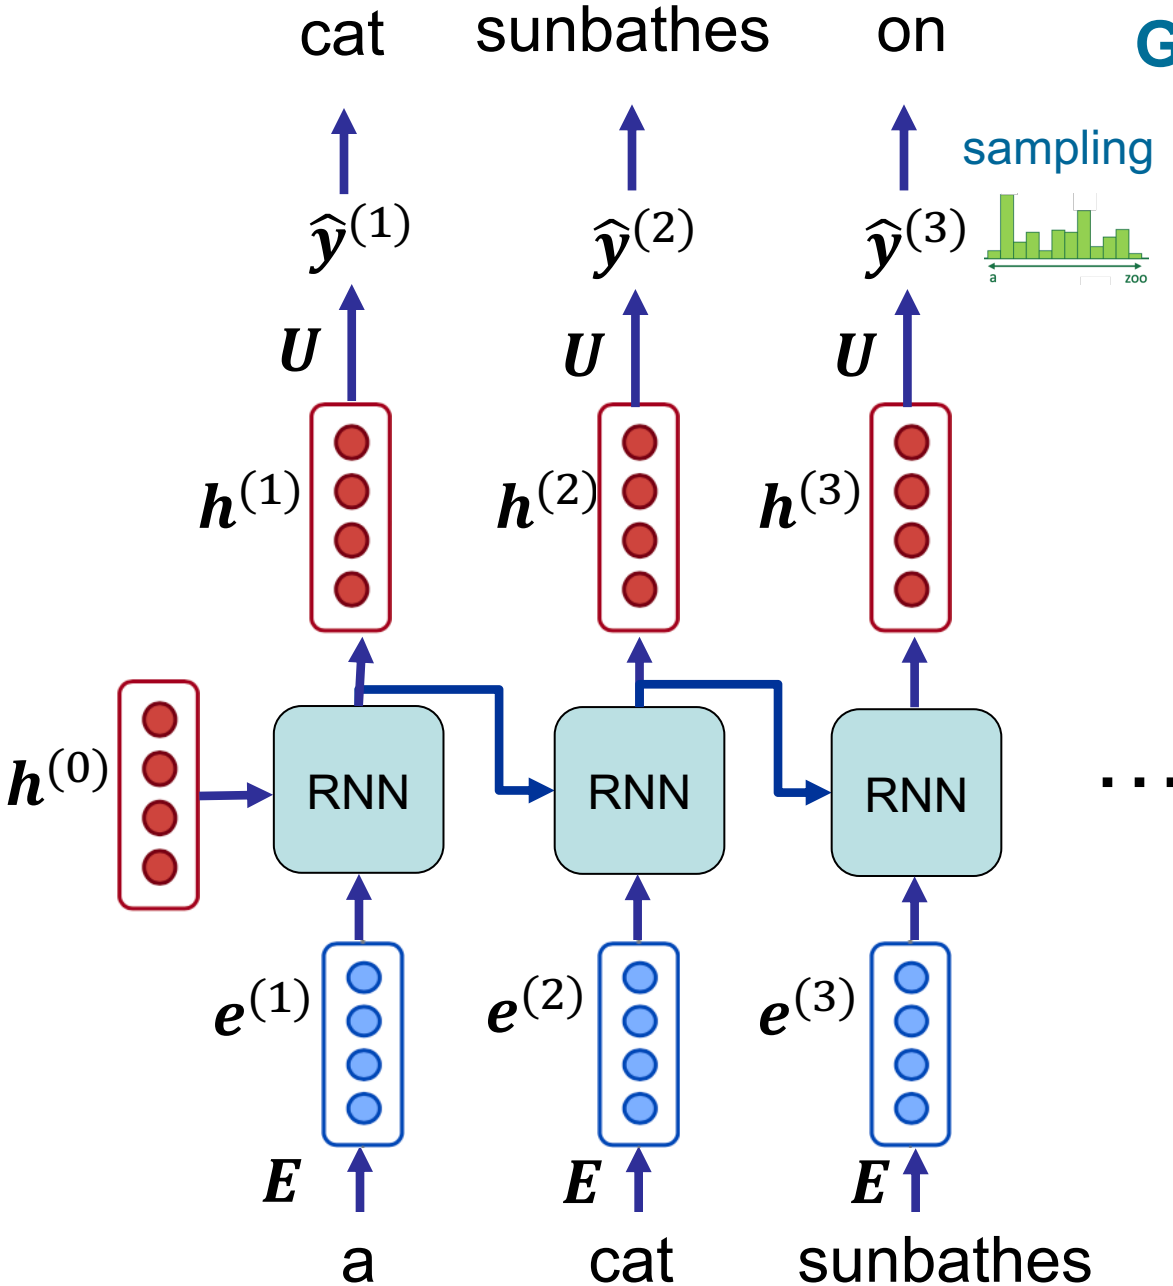 cat sunbathes on G
sampling
ŷ(1) ŷ(2) ŷ(3)
a zoo
U U U
h(1) h(2) h(3)
h(0) RNN RNN RNN ...
e(1) e(2) e(3)
E E E
a cat sunbathes